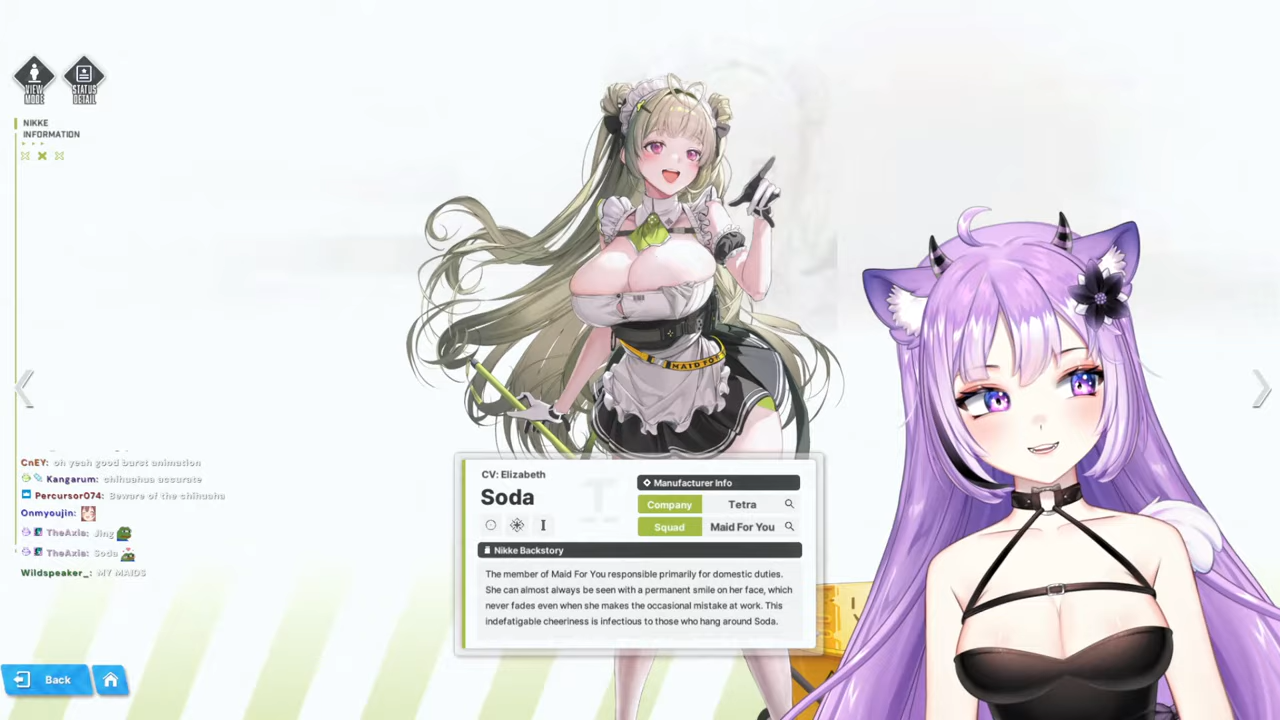 VIEW
MODE
STATUS
DETAIL
NIKKE
INFORMATION
CnEY: oh yeah good burst animation
Kangarum: chihuahua accurate
Percursor074: Beware of the chihuaha
Onmyoujin:
TheAxia: Jing
TheAxia: Soda
Wildspeaker_: MY MAIDS
Back
MAID FOR
CV: Elizabeth
Soda
Manufacturer Info
Company Tetra
Squad Maid For You
Nikke Backstory
The member of Maid For You responsible primarily for domestic duties.
She can almost always be seen with a permanent smile on her face, which
never fades even when she makes the occasional mistake at work. This
indefatigable cheeriness is infectious to those who hang around Soda.